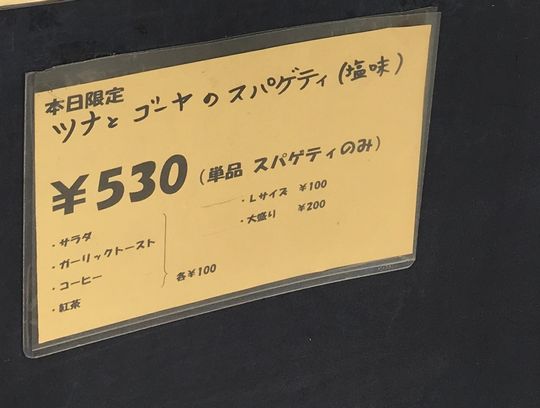 本日限定
ツナと ゴーヤ の スパゲティ (塩味)
¥530 (単品 スパゲティのみ)
・Lサイズ ¥100
・大盛り ¥200
・サラダ
・ガーリックトースト
・コーヒー
・紅茶
各¥100